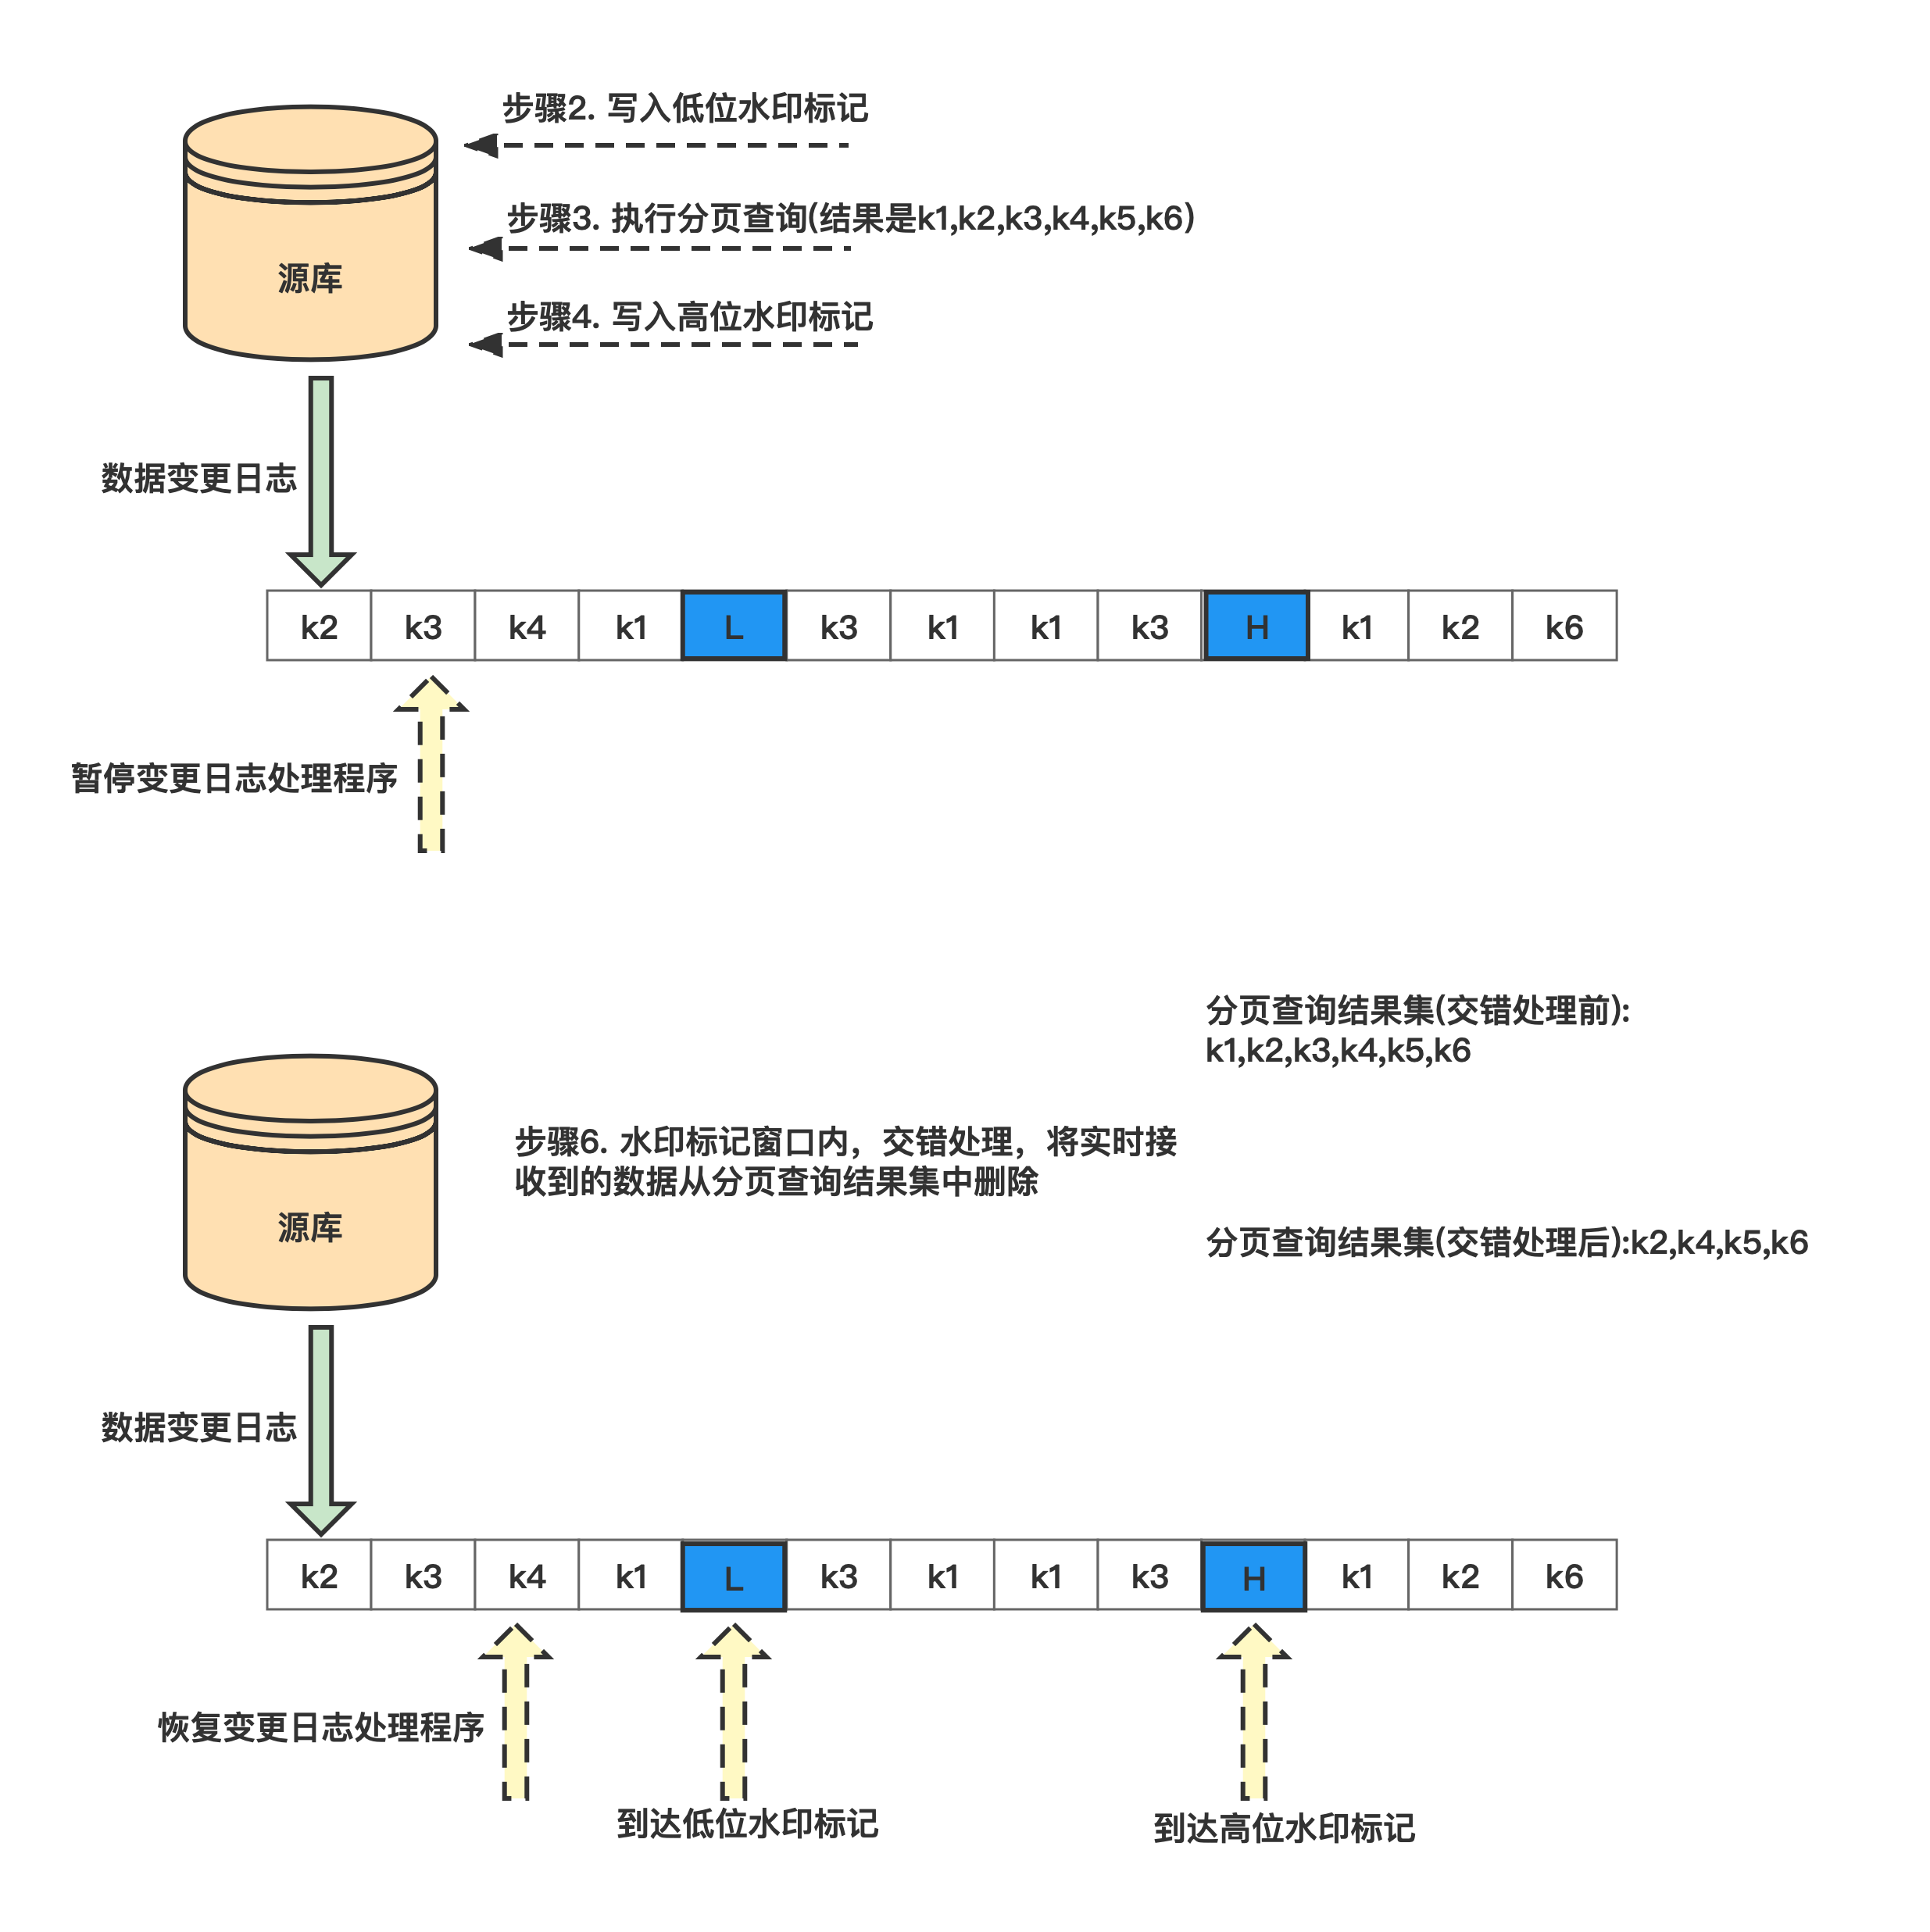 步骤2. 写入低位水印标记
步骤3. 执行分页查询(结果是k1,k2,k3,k4,k5,k6)
源库
步骤4. 写入高位水印标记
数据变更日志
k2 k3 k4 k1 L k3 k1 k1 k3 H k1 k2 k6
暂停变更日志处理程序
分页查询结果集(交错处理前):
k1,k2,k3,k4,k5,k6
步骤6. 水印标记窗口内，交错处理，将实时接
收到的数据从分页查询结果集中删除
源库
分页查询结果集(交错处理后):k2,k4,k5,k6
数据变更日志
k2 k3 k4 k1 L k3 k1 k1 k3 H k1 k2 k6
恢复变更日志处理程序
到达低位水印标记
到达高位水印标记